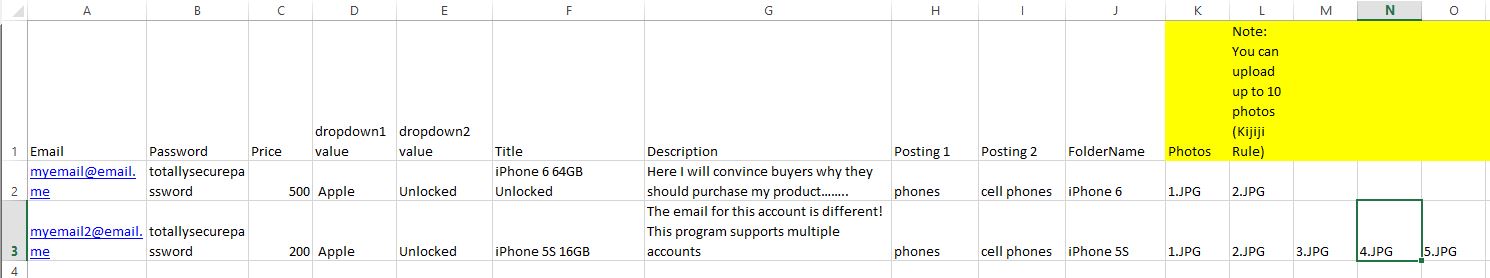 A B C D E F G H I J K L M N O
Note:
You can
upload
up to 10
photos
(Kijiji
Rule)
dropdown1 dropdown2
1 Email Password Price value value Title Description Posting 1 Posting 2 FolderName Photos
myemail@email. totallysecurepa iPhone 6 64GB Here I will convince buyers why they
2 me ssword 500 Apple Unlocked Unlocked should purchase my product........ phones cell phones iPhone 6 1.JPG 2.JPG
The email for this account is different!
myemail2@email. totallysecurepa This program supports multiple
3 me ssword 200 Apple Unlocked iPhone 5S 16GB accounts phones cell phones iPhone 5S 1.JPG 2.JPG 3.JPG 4.JPG 5.JPG
4